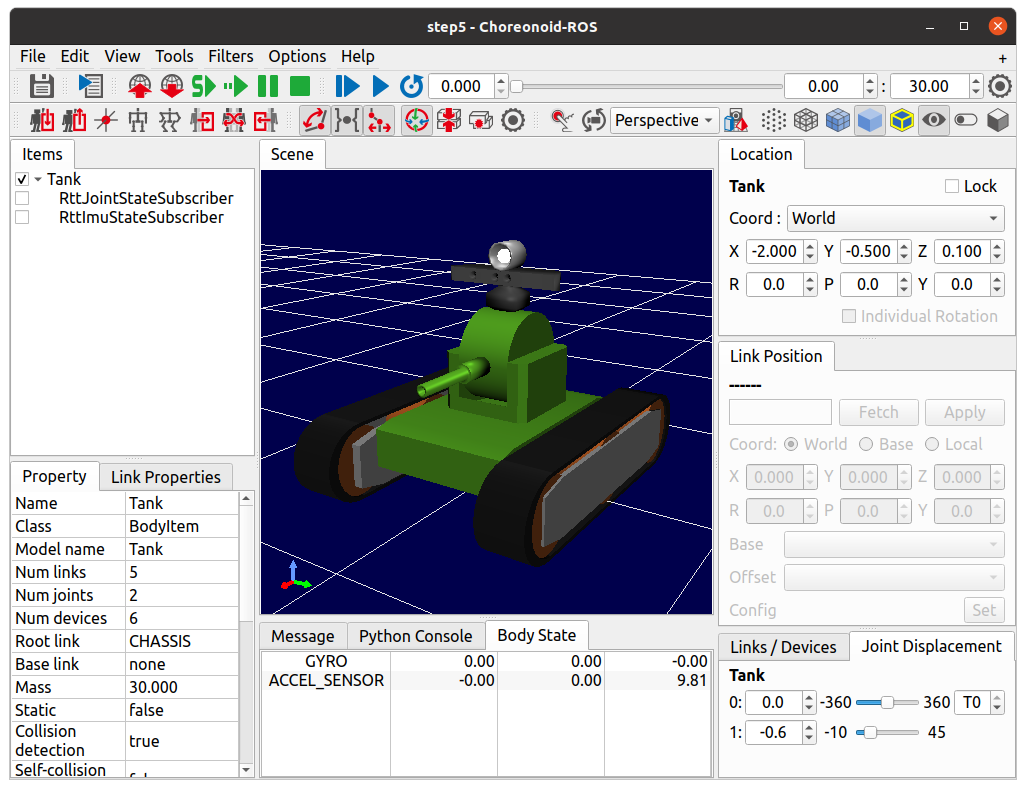 step5 - Choreonoid-ROS
File Edit View Tools Filters Options Help +
0.000 0.00 : 30.00
Perspective
Items
Tank
RttJointStateSubscriber
RttImuStateSubscriber
Property Link Properties
Name Tank
Class BodyItem
Model name Tank
Num links 5
Num joints 2
Num devices 6
Root link CHASSIS
Base link none
Mass 30.000
Static false
Collision
detection true
Self-collision
Scene
Message Python Console Body State
GYRO 0.00 0.00 -0.00
ACCEL_SENSOR -0.00 0.00 9.81
Location
Tank Lock
Coord : World
X -2.000 Y -0.500 Z 0.100
R 0.0 P 0.0 Y 0.0
Individual Rotation
Link Position
------
Fetch Apply
Coord: World Base Local
X 0.000 Y 0.000 Z 0.000
R 0.0 P 0.0 Y 0.0
Base
Offset
Config Set
Links / Devices Joint Displacement
Tank
0: 0.0 -360 360 T0
1: -0.6 -10 45